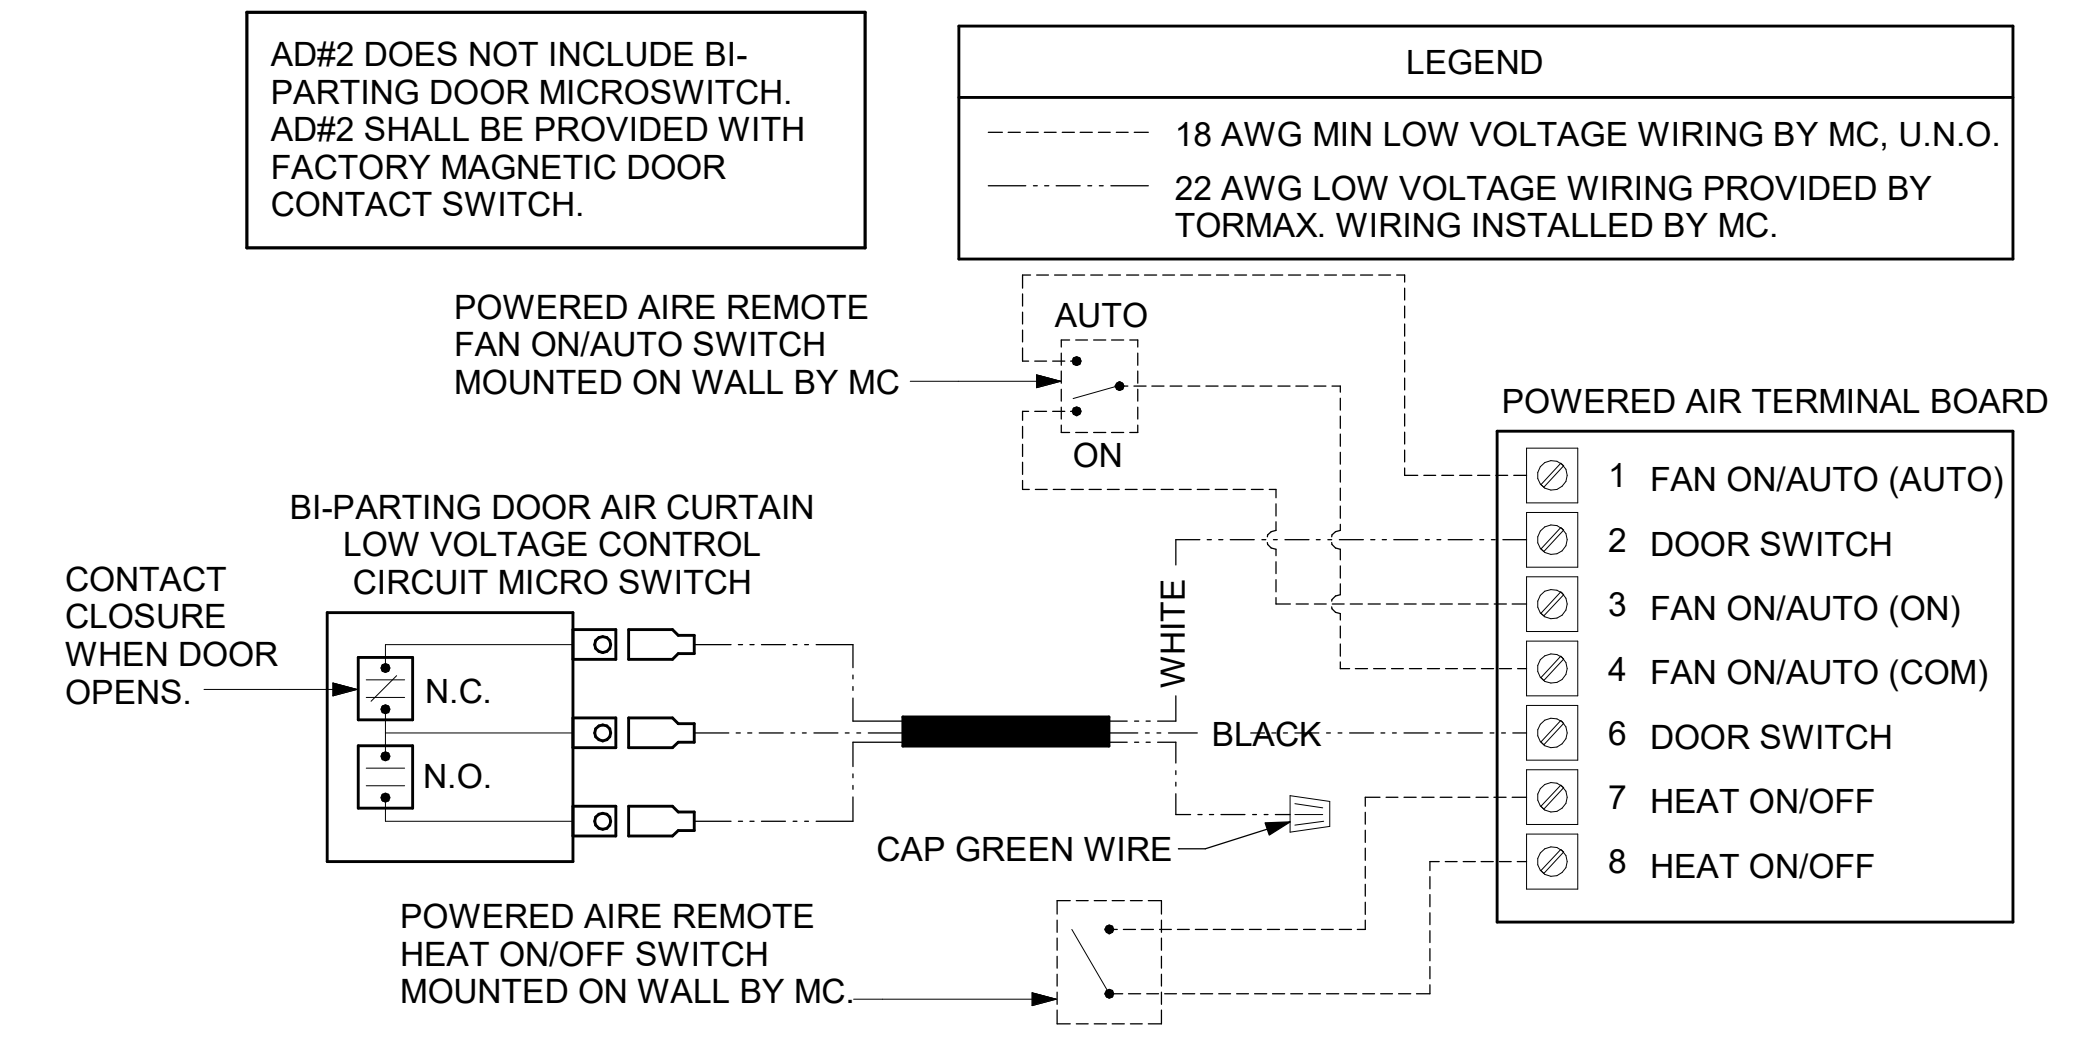 AD#2 DOES NOT INCLUDE BI-
PARTING DOOR MICROSWITCH.
AD#2 SHALL BE PROVIDED WITH
FACTORY MAGNETIC DOOR
CONTACT SWITCH.
LEGEND
18 AWG MIN LOW VOLTAGE WIRING BY MC, U.N.O.
22 AWG LOW VOLTAGE WIRING PROVIDED BY
TORMAX. WIRING INSTALLED BY MC.
POWERED AIRE REMOTE
FAN ON/AUTO SWITCH
MOUNTED ON WALL BY MC
AUTO
ON
POWERED AIR TERMINAL BOARD
1 FAN ON/AUTO (AUTO)
2 DOOR SWITCH
3 FAN ON/AUTO (ON)
4 FAN ON/AUTO (COM)
6 DOOR SWITCH
7 HEAT ON/OFF
8 HEAT ON/OFF
BI-PARTING DOOR AIR CURTAIN
LOW VOLTAGE CONTROL
CIRCUIT MICRO SWITCH
CONTACT
CLOSURE
WHEN DOOR
OPENS.
N.C.
N.O.
WHITE
BLACK
CAP GREEN WIRE
POWERED AIRE REMOTE
HEAT ON/OFF SWITCH
MOUNTED ON WALL BY MC.